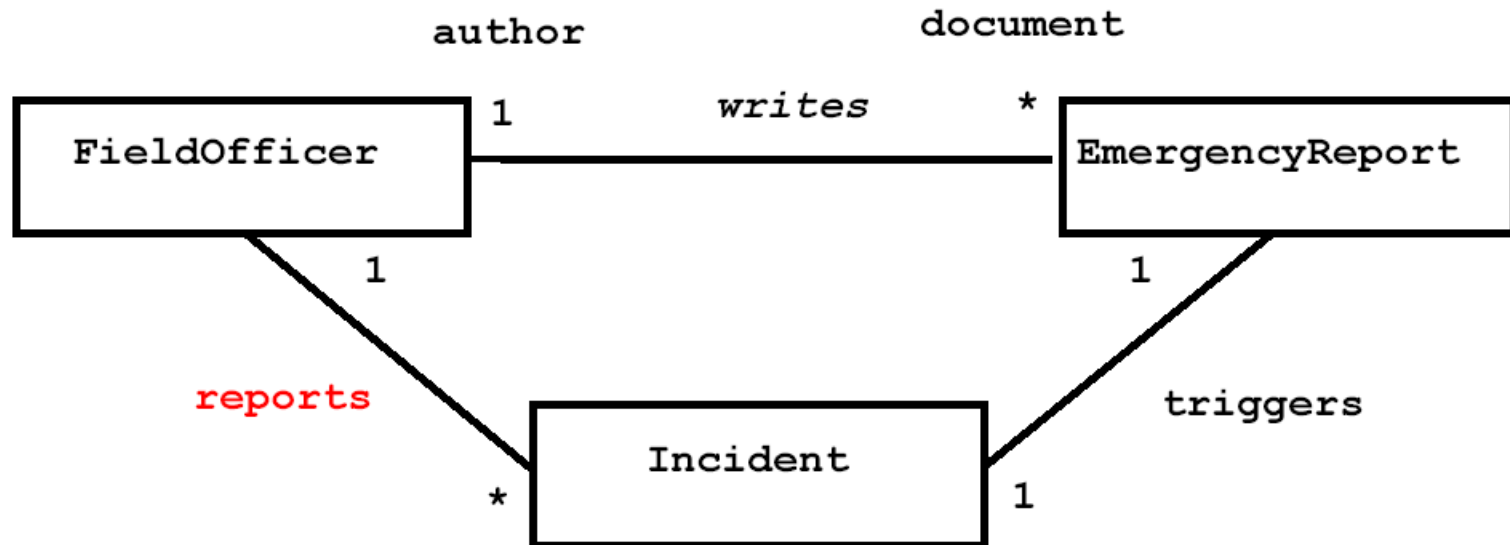 author
document
1
writes
*
FieldOfficer
EmergencyReport
1
1
reports
triggers
Incident
*
1